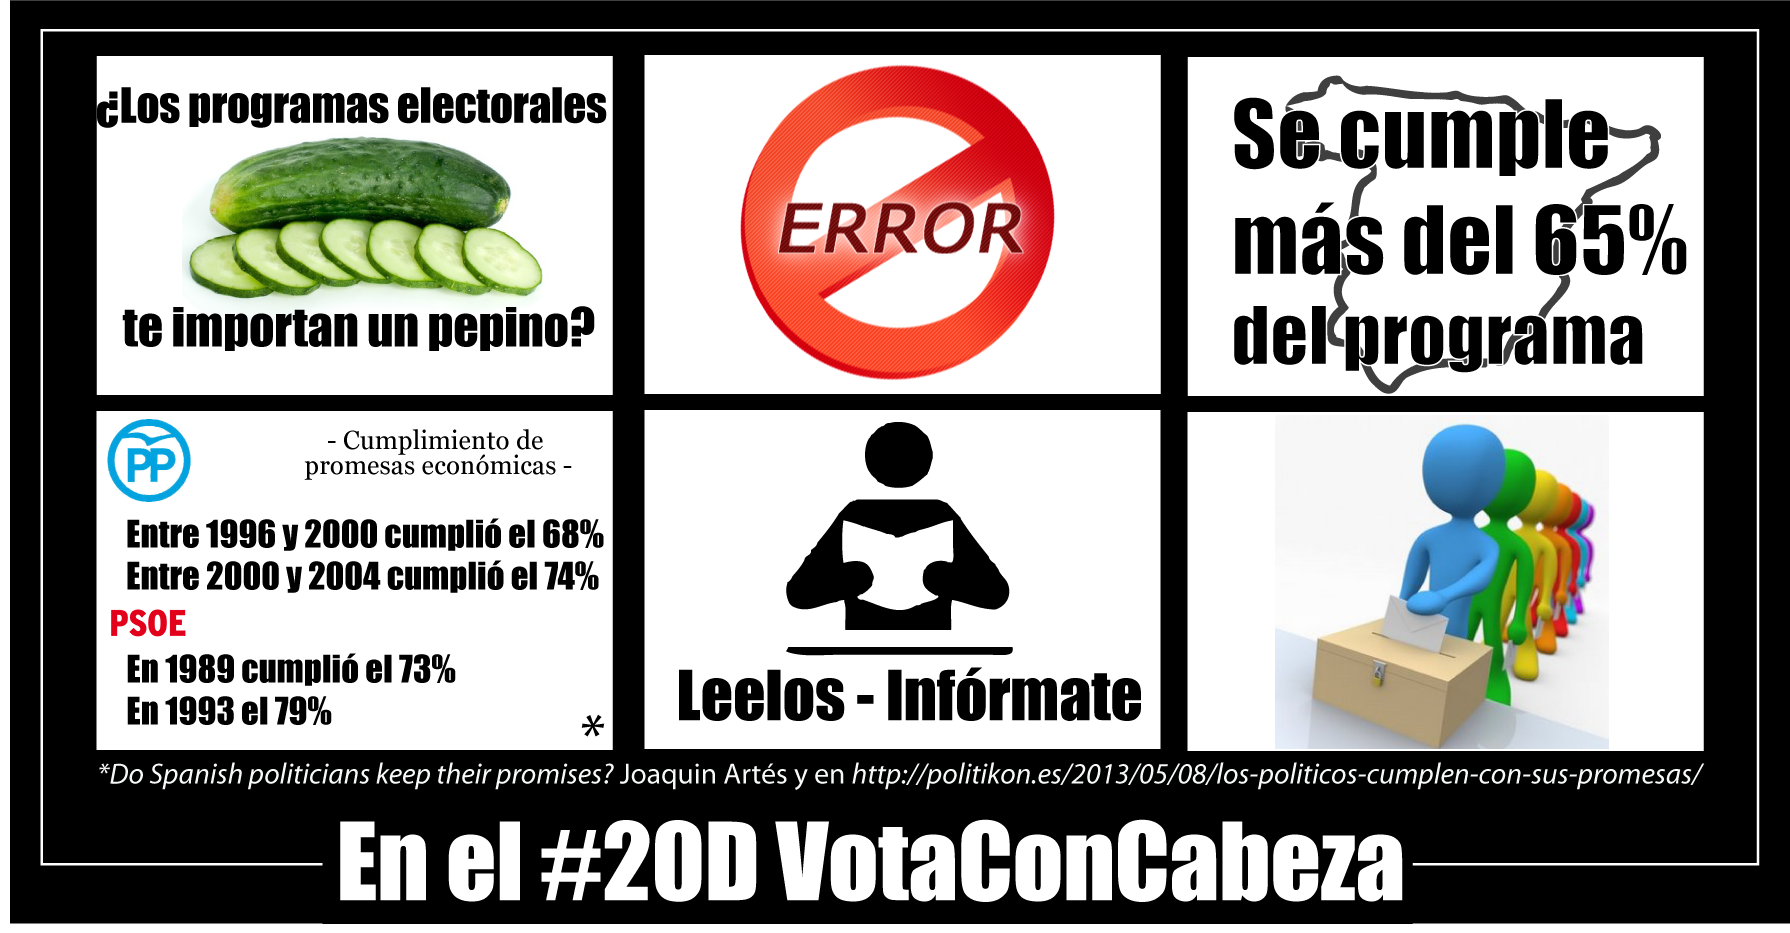 ¿Los programas electorales
te importan un pepino?
ERROR
Se cumple
más del 65%
del programa
PP
- Cumplimiento de
promesas económicas -
Entre 1996 y 2000 cumplió el 68%
Entre 2000 y 2004 cumplió el 74%
PSOE
En 1989 cumplió el 73%
En 1993 el 79%
*
Leelos - Infórmate
*Do Spanish politicians keep their promises? Joaquin Artés y en http://politikon.es/2013/05/08/los-politicos-cumplen-con-sus-promesas/
En el #20D VotaConCabeza